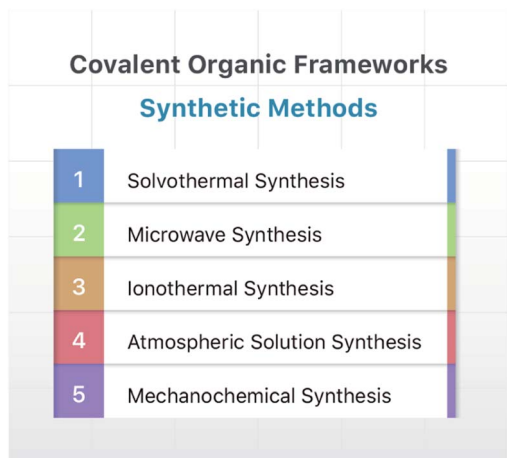 Covalent Organic Frameworks
Synthetic Methods
1 Solvothermal Synthesis
2 Microwave Synthesis
3 Ionothermal Synthesis
4 Atmospheric Solution Synthesis
5 Mechanochemical Synthesis